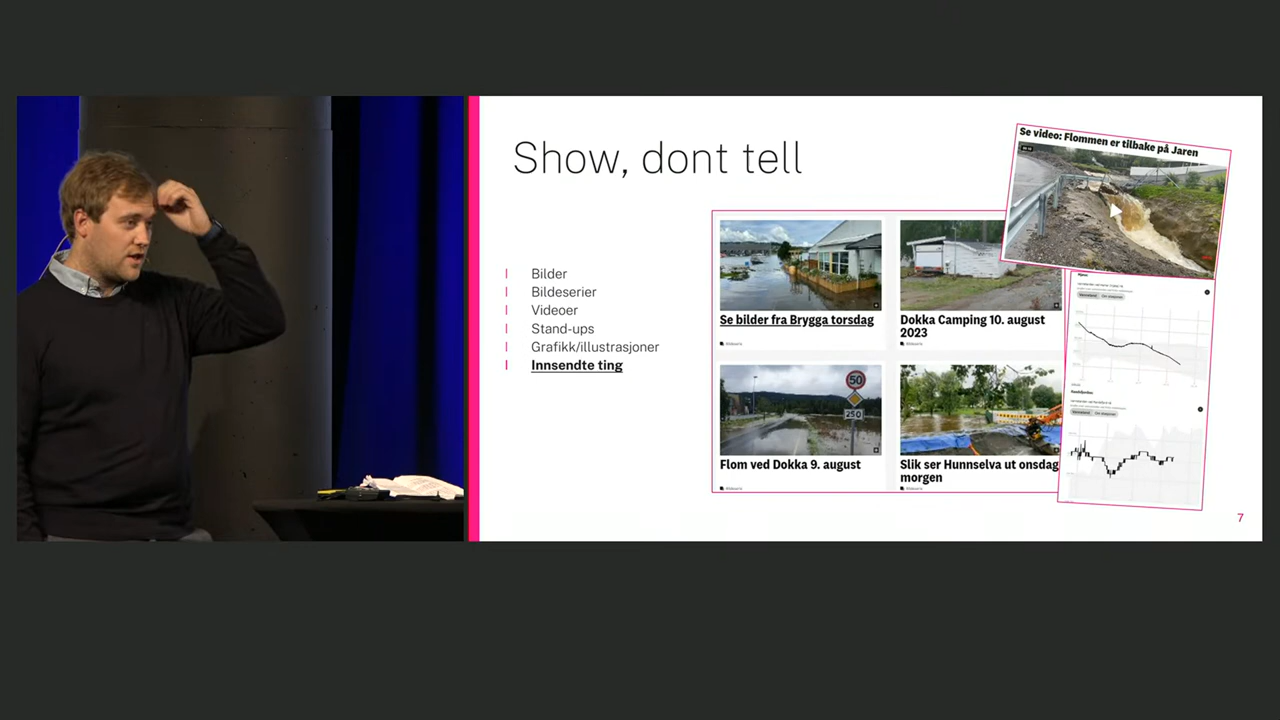 Show, dont tell
Bilder
Bildeserier
Videoer
Stand-ups
Grafikk/illustrasjoner
Innsendte ting
Se video: Flommen er tilbake på Jaren
Se bilder fra Brygga torsdag
Dokka Camping 10. august
2023
50
250
Flom ved Dokka 9. august
Slik ser Hunnselva ut onsdag
morgen
7